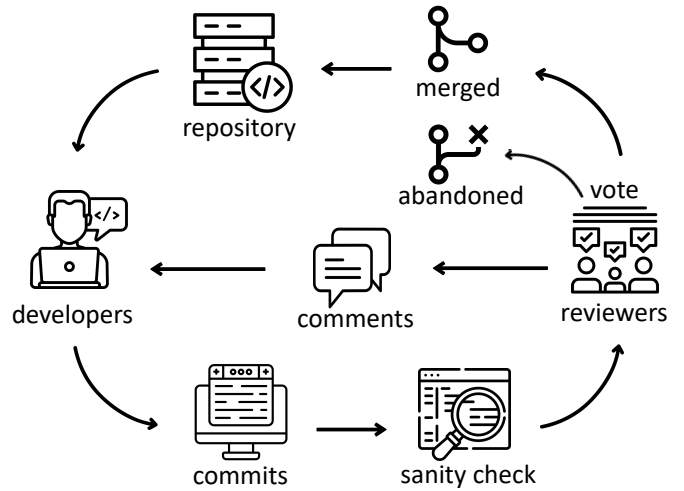 merged
repository
</>
abandoned
vote
</>
developers
comments
reviewers
commits
sanity check